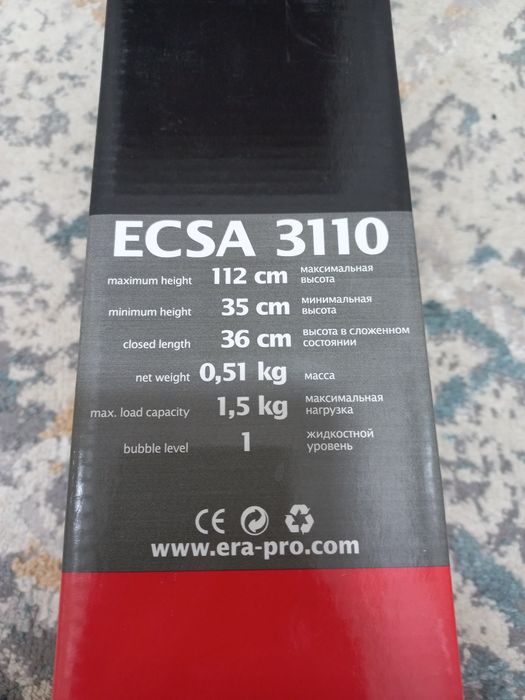 ECSA 3110
maximum height 112 cm максимальная высота
minimum height 35 cm минимальная высота
closed length 36 cm высота в сложенном состоянии
net weight 0,51 kg масса
max. load capacity 1,5 kg максимальная нагрузка
bubble level 1 жидкостной уровень
CE
www.era-pro.com